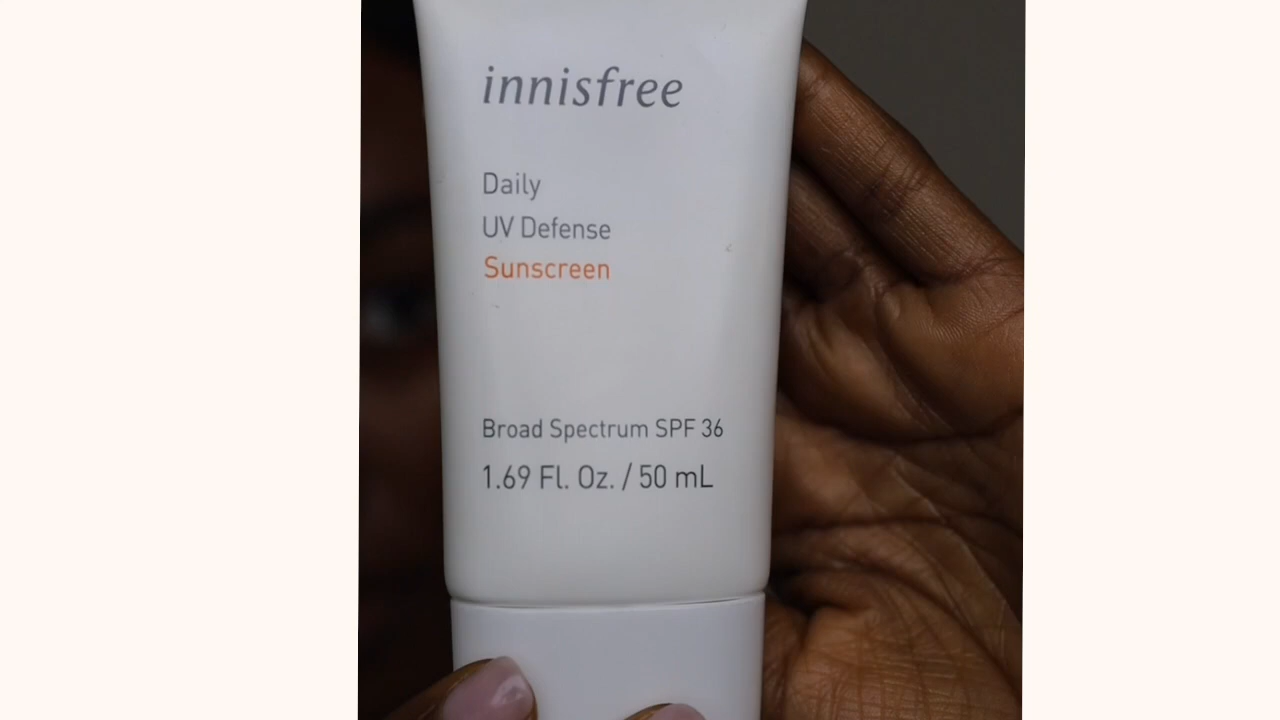 innisfree
Daily
UV Defense
Sunscreen
Broad Spectrum SPF 36
1.69 Fl. Oz. / 50 mL